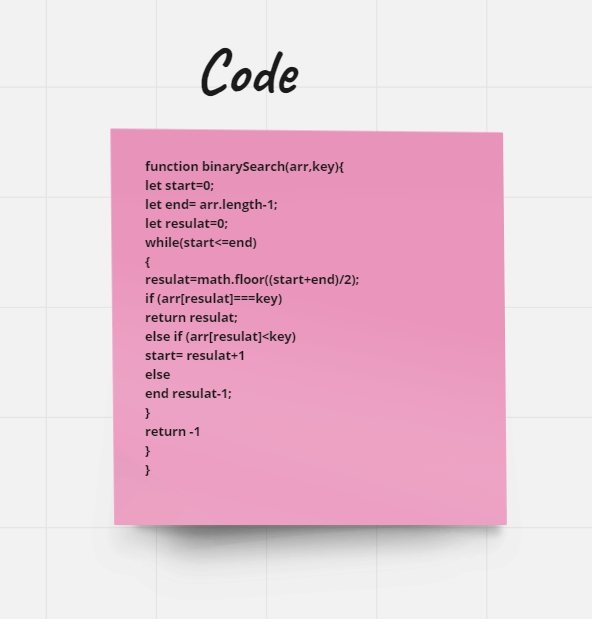 Code
function binarySearch(arr,key){
let start=0;
let end= arr.length-1;
let resulat=0;
while(start<=end)
{
resulat=math.floor((start+end)/2);
if (arr[resulat]===key)
return resulat;
else if (arr[resulat]<key)
start= resulat+1
else
end resulat-1;
}
return -1
}
}